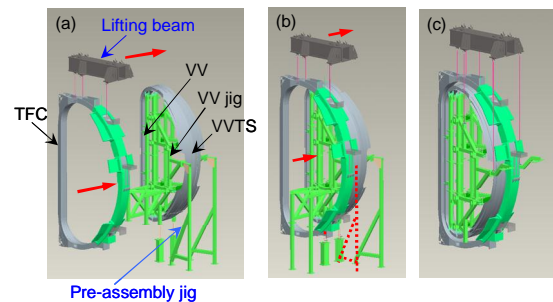 (a)
Lifting beam
VV
VV jig
VVTS
TFC
Pre-assembly jig
(b)
(c)